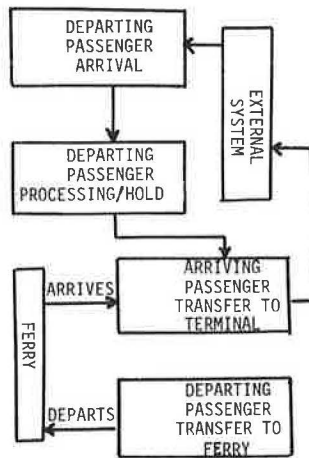 DEPARTING
PASSENGER
ARRIVAL
EXTERNAL
SYSTEM
DEPARTING
PASSENGER
PROCESSING/HOLD
ARRIVES
ARRIVING
PASSENGER
TRANSFER TO
TERMINAL
FERRY
DEPARTS
DEPARTING
PASSENGER
TRANSFER TO
FERRY